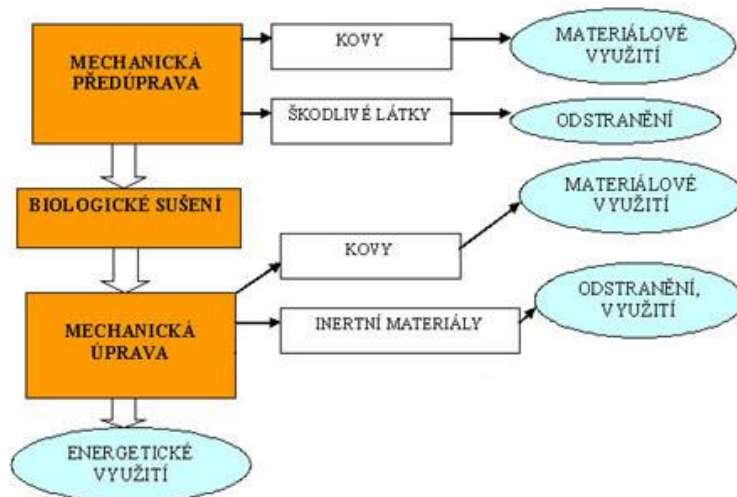 MECHANICKÁ
PŘEDÚPRAVA
KOVY
MATERIÁLOVÉ
VYUŽITÍ
ŠKODLIVÉ LÁTKY
ODSTRANĚNÍ
BIOLOGICKÉ SUŠENÍ
MATERIÁLOVÉ
VYUŽITÍ
KOVY
MECHANICKÁ
ÚPRAVA
INERTNÍ MATERIÁLY
ODSTRANĚNÍ,
VYUŽITÍ
ENERGETICKÉ
VYUŽITÍ